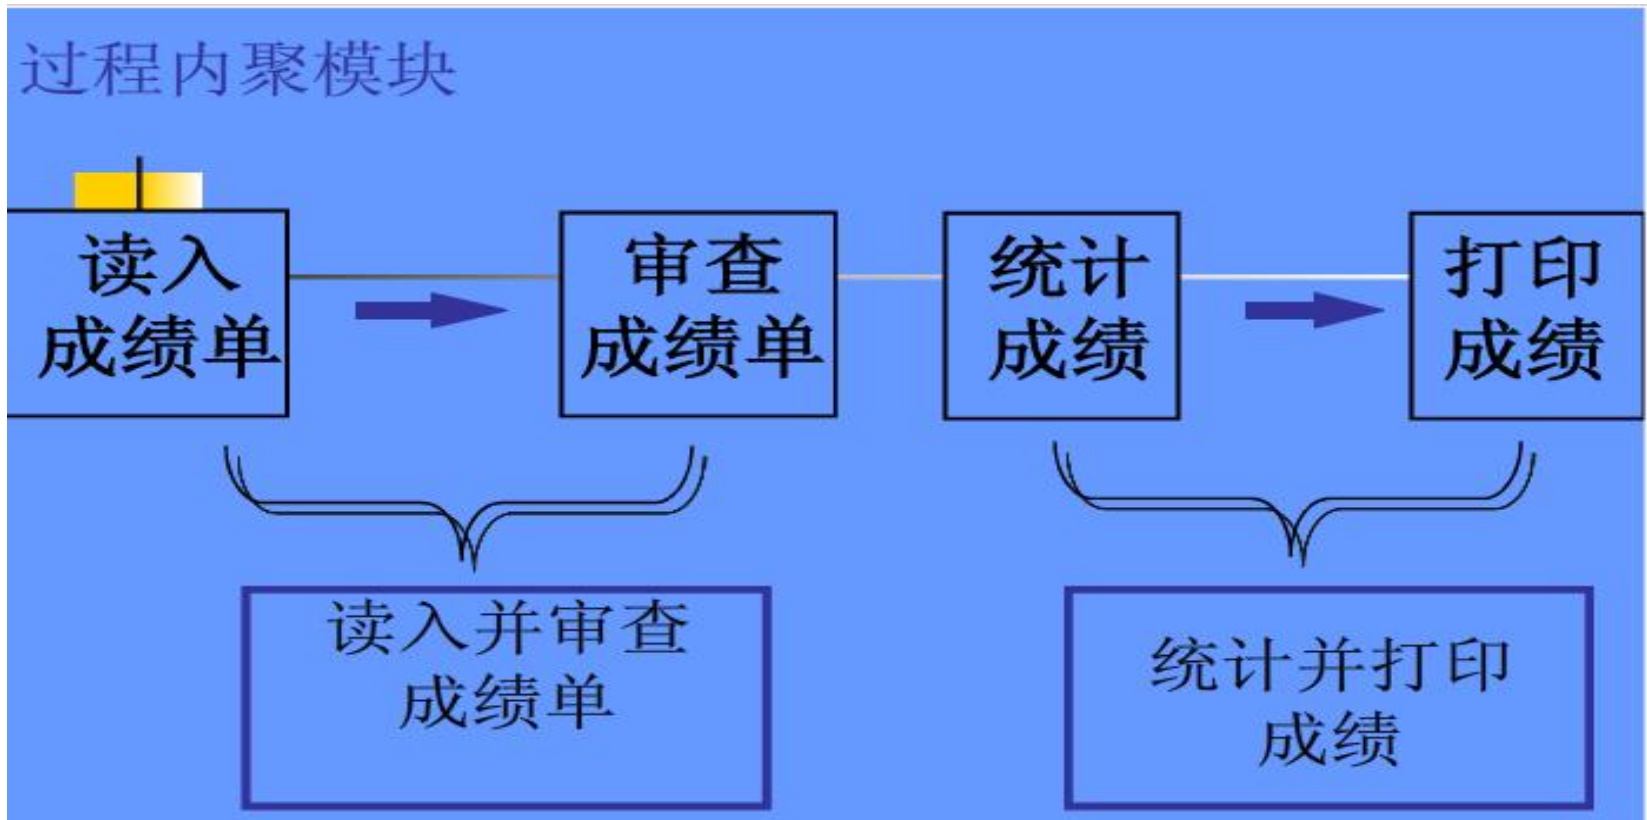 过程内聚模块
读入
成绩单
审查
成绩单
统计
成绩
打印
成绩
读入并审查
成绩单
统计并打印
成绩